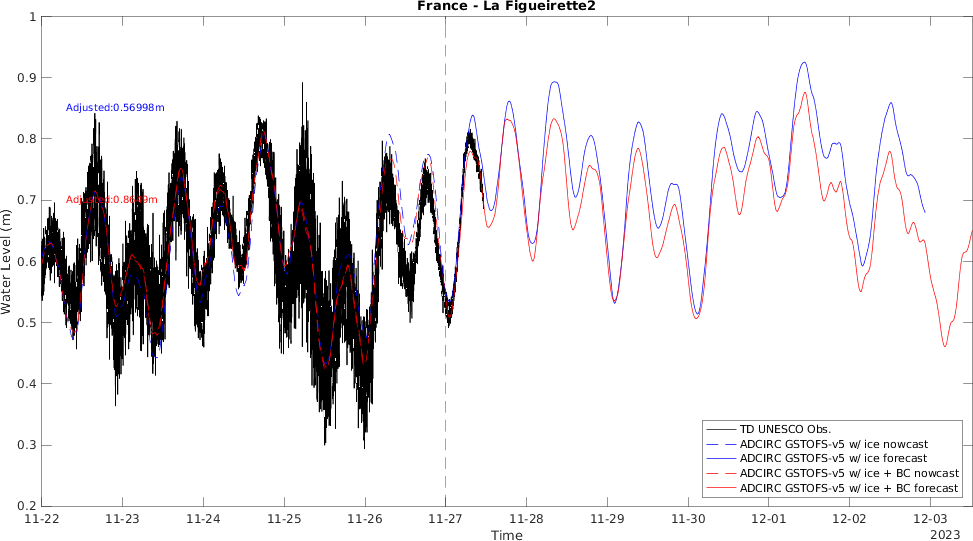 France - La Figueirette2
1
0.9
0.8
0.7
0.6
0.5
0.4
0.3
0.2
Water Level (m)
Adjusted:0.56998m
TD UNESCO Obs.
ADCIRC GSTOFS-v5 w/ ice nowcast
ADCIRC GSTOFS-v5 w/ ice forecast
ADCIRC GSTOFS-v5 w/ ice + BC nowcast
ADCIRC GSTOFS-v5 w/ ice + BC forecast
11-22 11-23 11-24 11-25 11-26 11-27 11-28 11-29 11-30 12-01 12-02 12-03
Time
2023